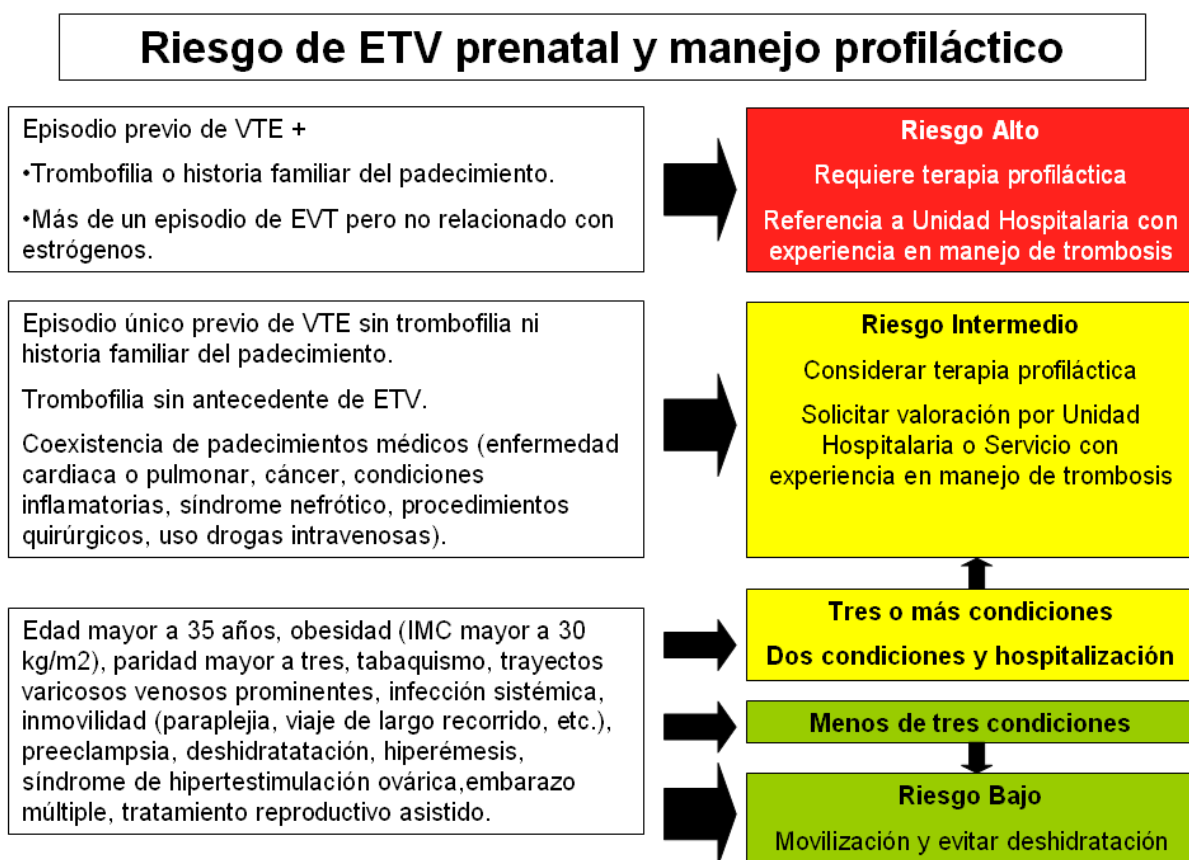 Riesgo de ETV prenatal y manejo profiláctico
Episodio previo de VTE +
•Trombofilia o historia familiar del padecimiento.
•Más de un episodio de EVT pero no relacionado con
estrógenos.
Riesgo Alto
Requiere terapia profiláctica
Referencia a Unidad Hospitalaria con
experiencia en manejo de trombosis
Episodio único previo de VTE sin trombofilia ni
historia familiar del padecimiento.
Trombofilia sin antecedente de ETV.
Coexistencia de padecimientos médicos (enfermedad
cardiaca o pulmonar, cáncer, condiciones
inflamatorias, síndrome nefrótico, procedimientos
quirúrgicos, uso drogas intravenosas).
Riesgo Intermedio
Considerar terapia profiláctica
Solicitar valoración por Unidad
Hospitalaria o Servicio con
experiencia en manejo de trombosis
Edad mayor a 35 años, obesidad (IMC mayor a 30
kg/m2), paridad mayor a tres, tabaquismo, trayectos
varicosos venosos prominentes, infección sistémica,
inmovilidad (paraplejia, viaje de largo recorrido, etc.),
preeclampsia, deshidratatación, hiperémesis,
síndrome de hipertestimulación ovárica,embarazo
múltiple, tratamiento reproductivo asistido.
Tres o más condiciones
Dos condiciones y hospitalización
Menos de tres condiciones
Riesgo Bajo
Movilización y evitar deshidratación